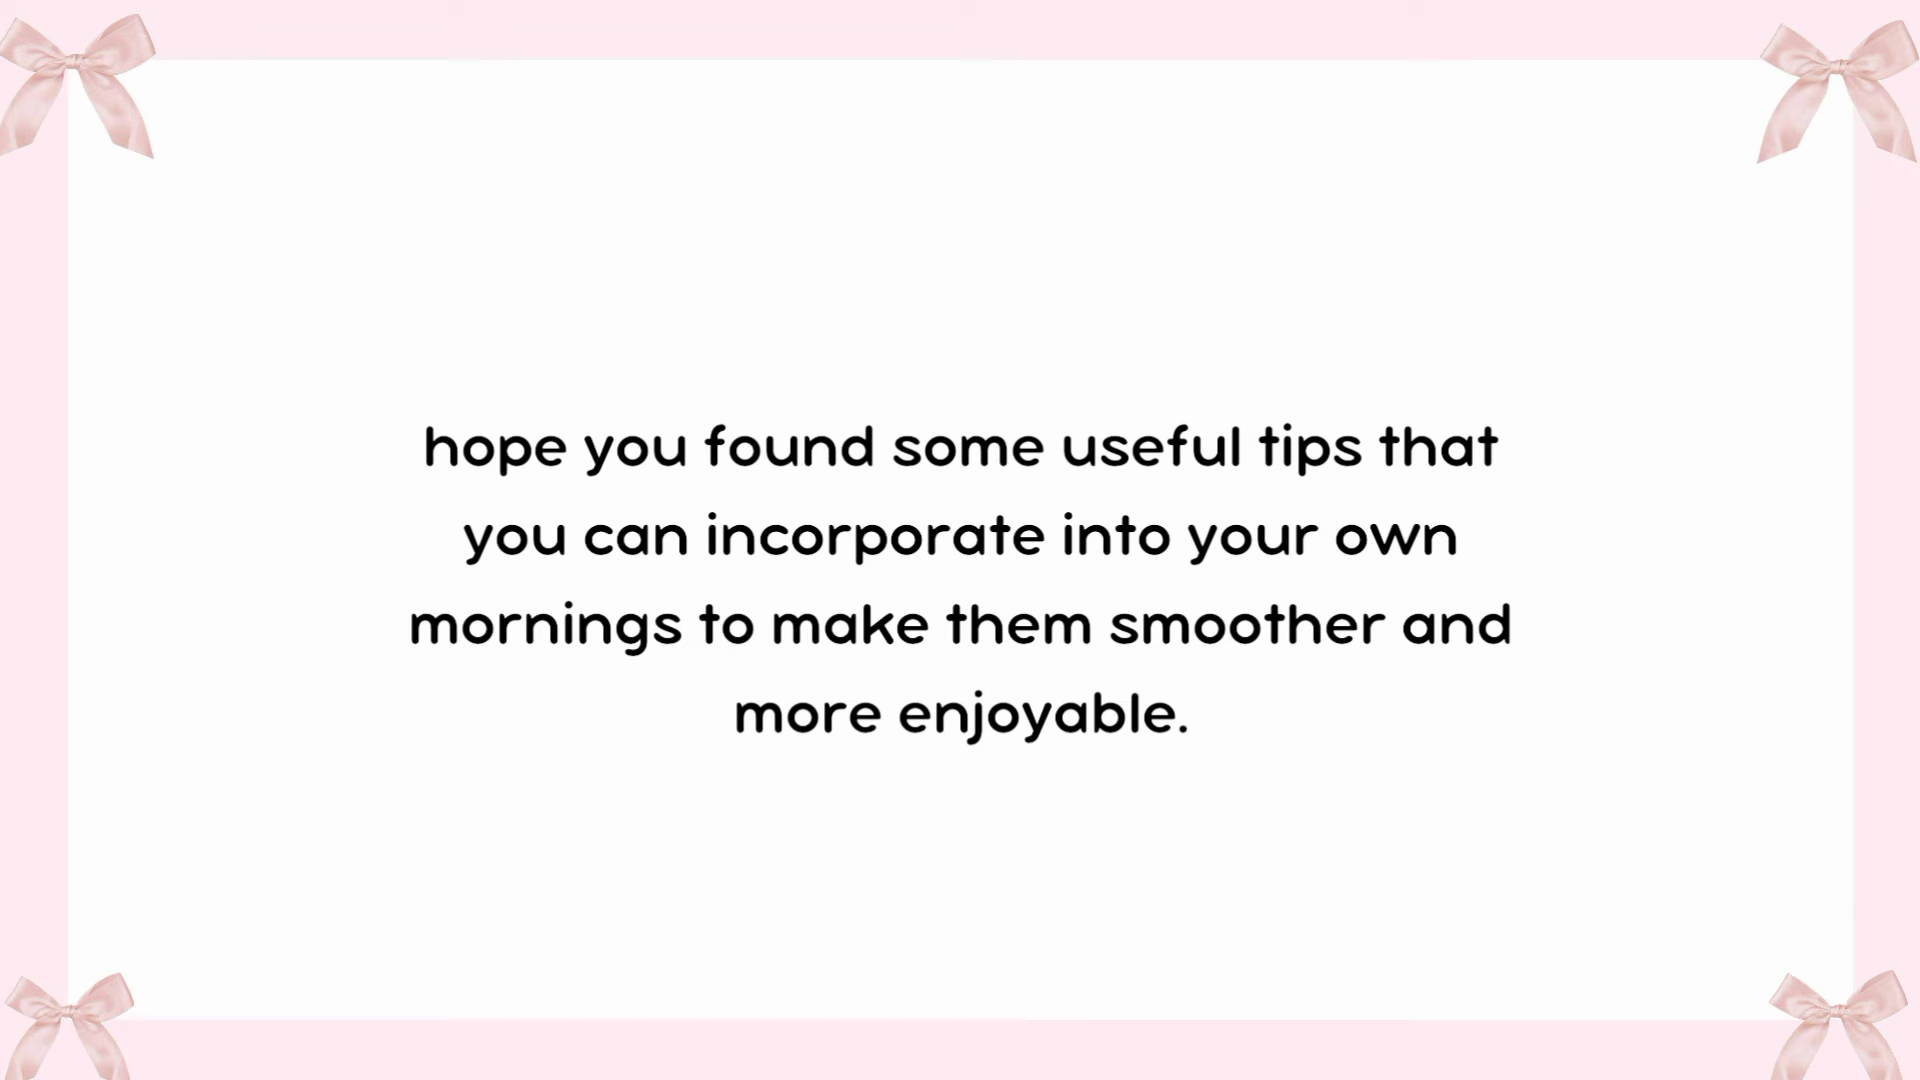 hope you found some useful tips that
you can incorporate into your own
mornings to make them smoother and
more enjoyable.